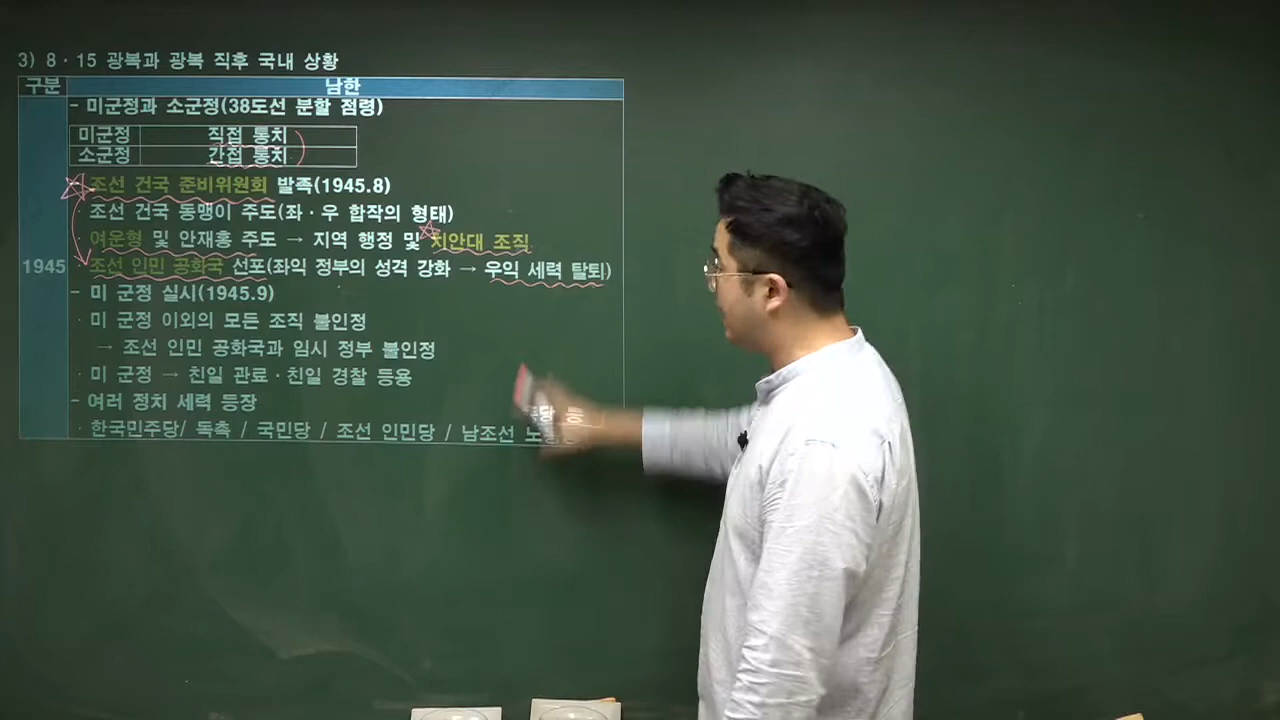 3) 8·15 광복과 광복 직후 국내 상황
구분 남한
- 미군정과 소군정(38도선 분할 점령)
미군정 직접 통치
소군정 간접 통치
조선 건국 준비위원회 발족(1945.8)
· 조선 건국 동맹이 주도(좌·우 합작의 형태)
여운형 및 안재홍 주도 → 지역 행정 및 치안대 조직
1945 · 조선 인민 공화국 선포(좌익 정부의 성격 강화 → 우익 세력 탈퇴)
- 미 군정 실시(1945.9)
· 미 군정 이외의 모든 조직 불인정
→ 조선 인민 공화국과 임시 정부 불인정
· 미 군정 → 친일 관료·친일 경찰 등용
- 여러 정치 세력 등장
· 한국민주당/ 독촉 / 국민당 / 조선 인민당 / 남조선